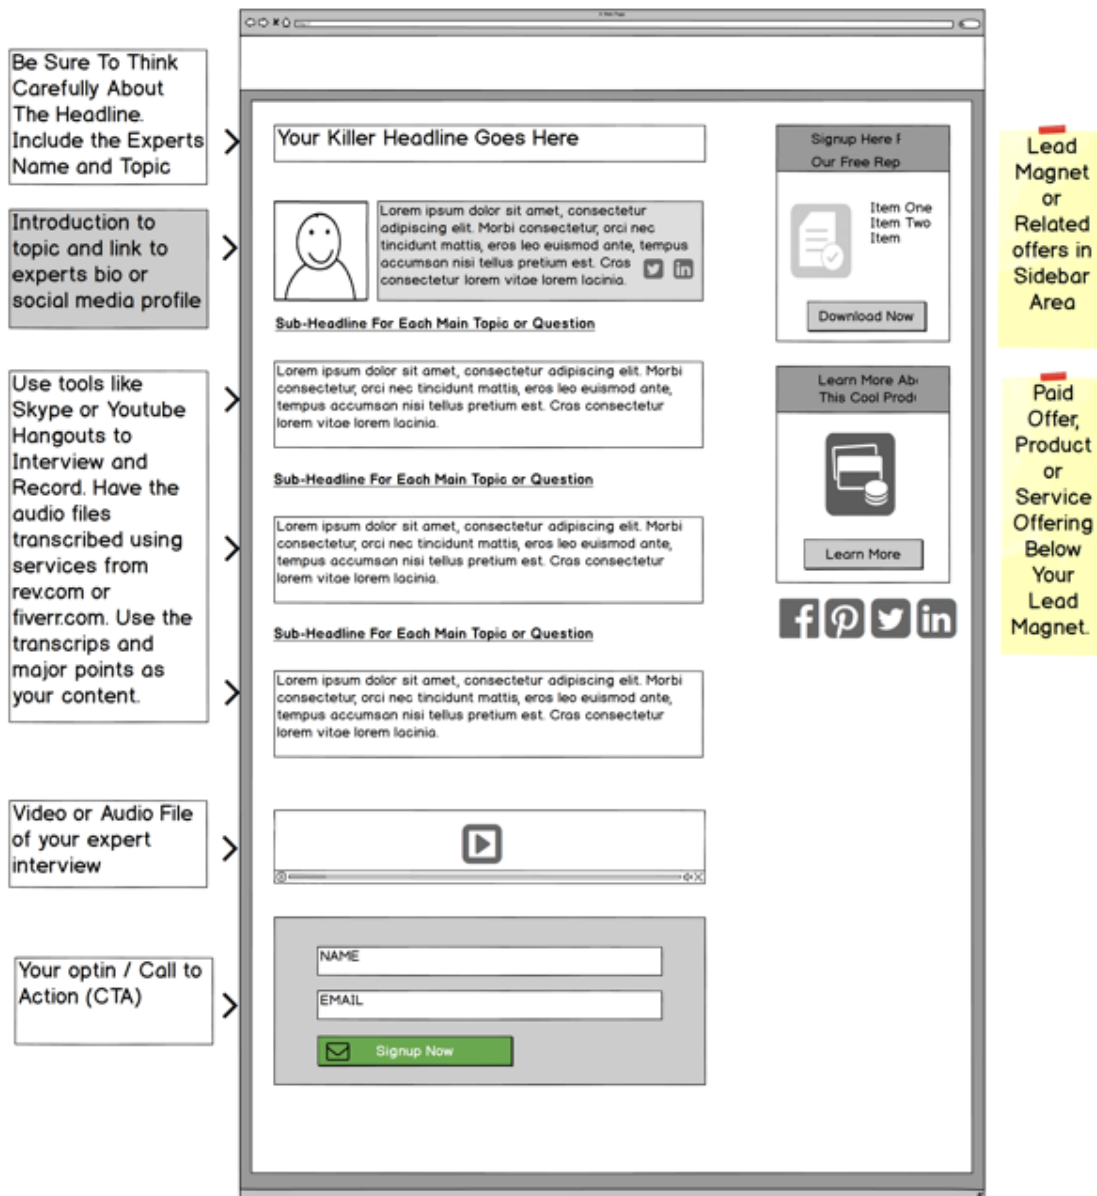 A Web Page
http://
Be Sure To Think
Carefully About
The Headline.
Include the Experts
Name and Topic
Introduction to
topic and link to
experts bio or
social media profile
Use tools like
Skype or Youtube
Hangouts to
Interview and
Record. Have the
audio files
transcribed using
services from
rev.com or
fiverr.com. Use the
transcrips and
major points as
your content.
Video or Audio File
of your expert
interview
Your optin / Call to
Action (CTA)
Your Killer Headline Goes Here
Lorem ipsum dolor sit amet, consectetur
adipiscing elit. Morbi consectetur, orci nec
tincidunt mattis, eros leo euismod ante, tempus
accumsan nisi tellus pretium est. Cras
consectetur lorem vitae lorem lacinia.
Sub-Headline For Each Main Topic or Question
Lorem ipsum dolor sit amet, consectetur adipiscing elit. Morbi
consectetur, orci nec tincidunt mattis, eros leo euismod ante,
tempus accumsan nisi tellus pretium est. Cras consectetur
lorem vitae lorem lacinia.
Sub-Headline For Each Main Topic or Question
Lorem ipsum dolor sit amet, consectetur adipiscing elit. Morbi
consectetur, orci nec tincidunt mattis, eros leo euismod ante,
tempus accumsan nisi tellus pretium est. Cras consectetur
lorem vitae lorem lacinia.
Sub-Headline For Each Main Topic or Question
Lorem ipsum dolor sit amet, consectetur adipiscing elit. Morbi
consectetur, orci nec tincidunt mattis, eros leo euismod ante,
tempus accumsan nisi tellus pretium est. Cras consectetur
lorem vitae lorem lacinia.
NAME
EMAIL
Signup Now
Signup Here F
Our Free Rep
Item One
Item Two
Item
Download Now
Learn More Abo
This Cool Produ
Learn More
Lead
Magnet
or
Related
offers in
Sidebar
Area
Paid
Offer,
Product
or
Service
Offering
Below
Your
Lead
Magnet.